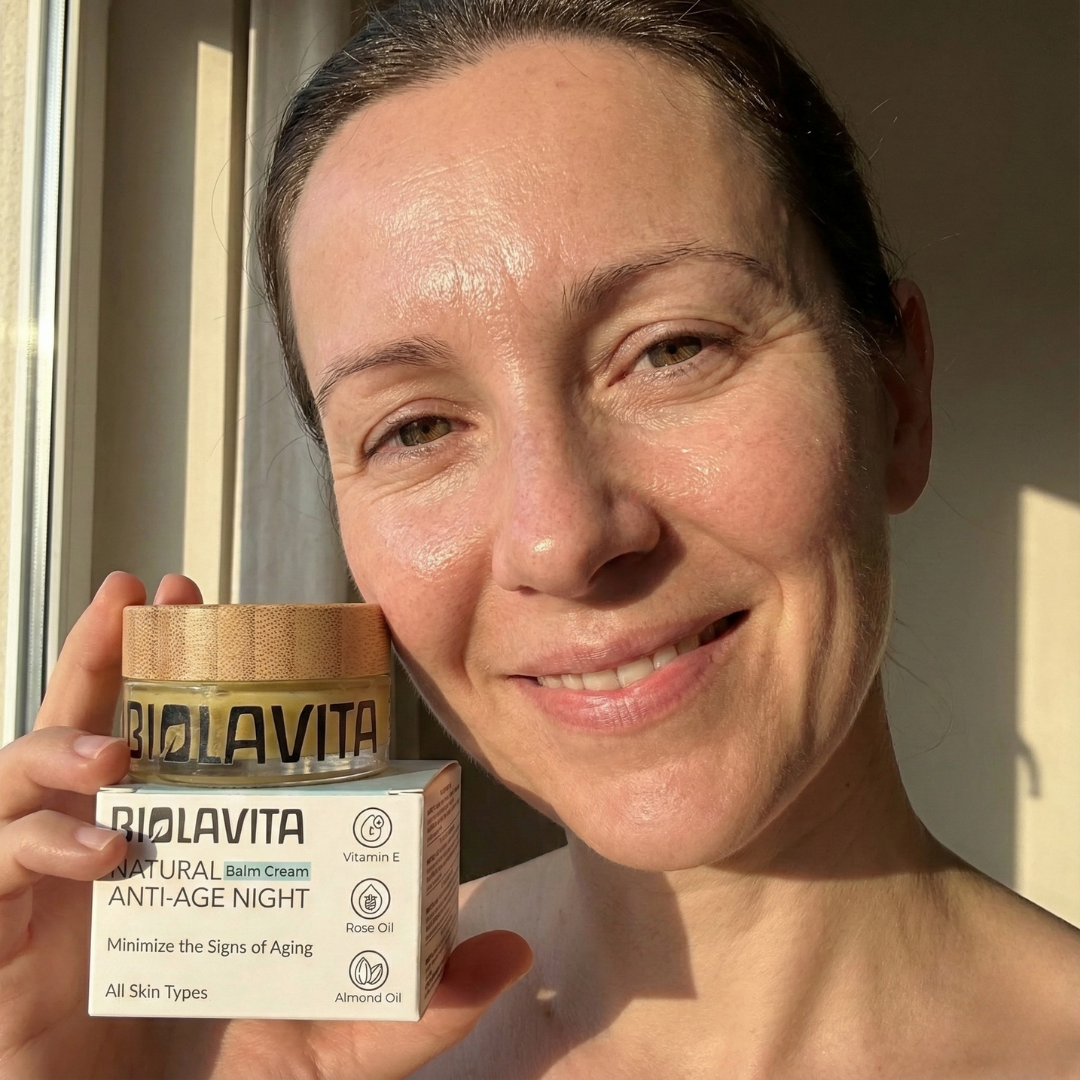 BIOLAVITA
BIOLAVITA
NATURAL Balm Cream
ANTI-AGE NIGHT
Minimize the Signs of Aging
All Skin Types
Vitamin E
Rose Oil
Almond Oil